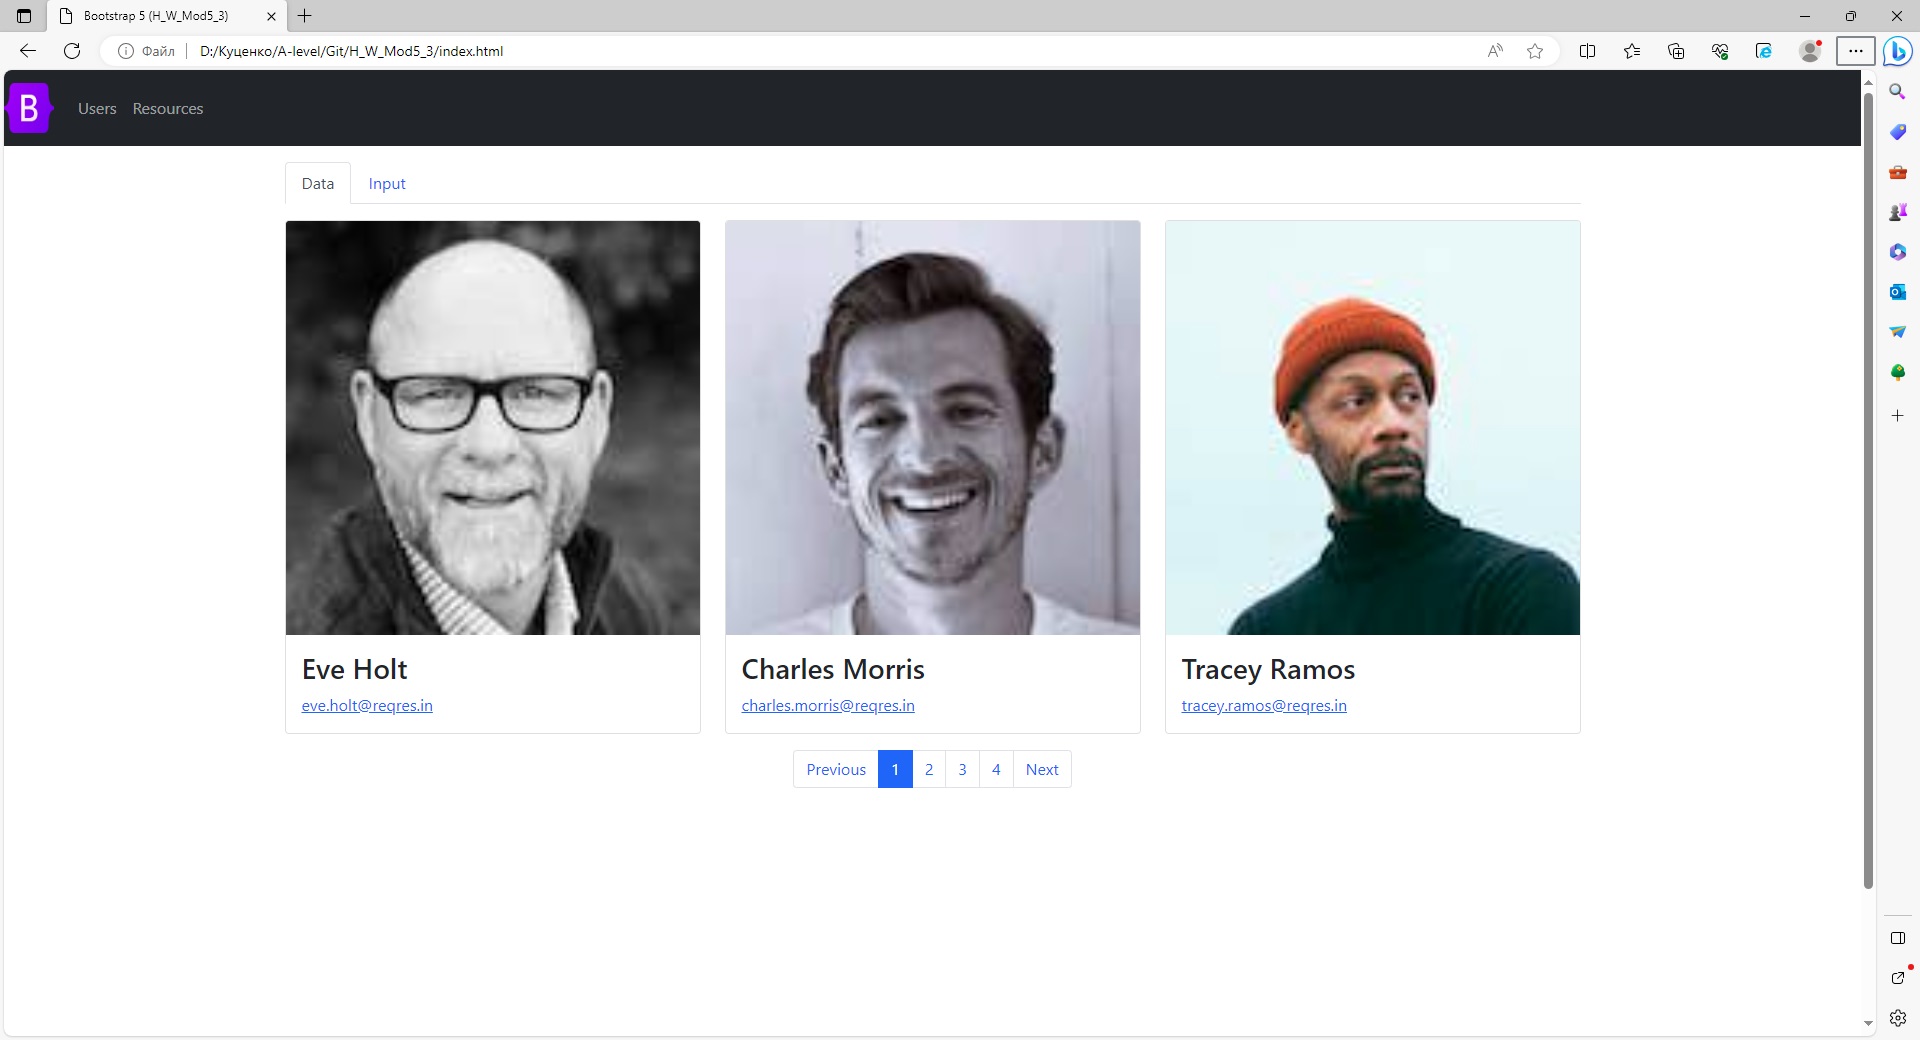 Bootstrap 5 (H_W_Mod5_3)
Файл D:/Куценко/A-level/Git/H_W_Mod5_3/index.html
B Users Resources
Data Input
Eve Holt Charles Morris Tracey Ramos
eve.holt@reqres.in charles.morris@reqres.in tracey.ramos@reqres.in
Previous 1 2 3 4 Next